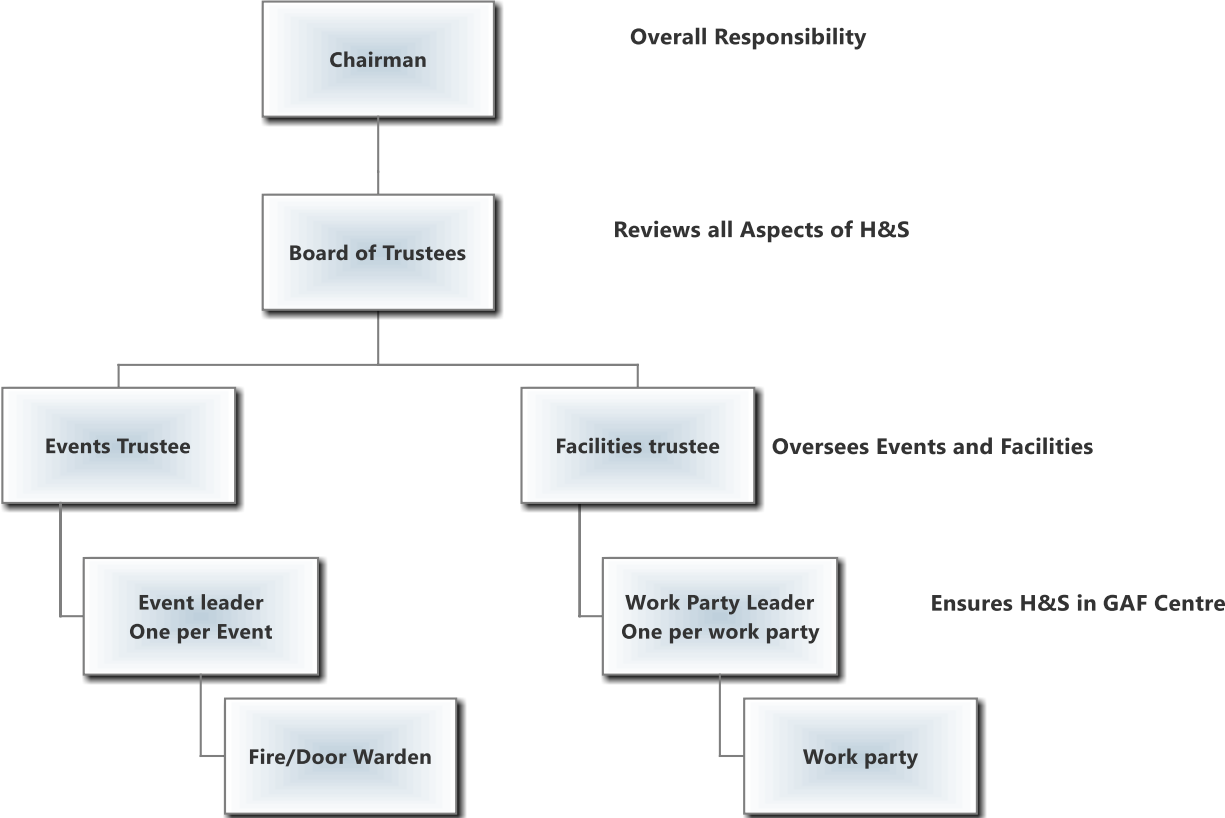 Chairman
Overall Responsibility
Board of Trustees
Reviews all Aspects of H&S
Events Trustee
Facilities trustee
Oversees Events and Facilities
Event leader
One per Event
Work Party Leader
One per work party
Ensures H&S in GAF Centre
Fire/Door Warden
Work party